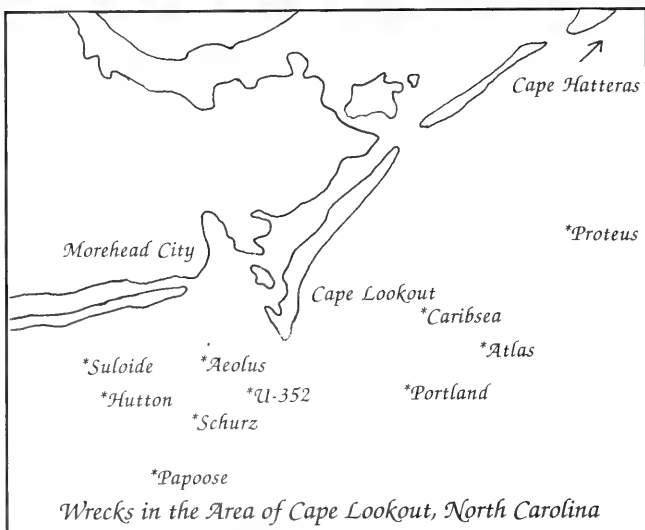 Cape Hatteras
*Proteus
Morehead City
Cape Lookout
*Caribsea
*Atlas
*Suloide
*Aeolus
*Hutton
*U-352
*Portland
*Schurz
*Papoose
Wrecks in the Area of Cape Lookout, North Carolina